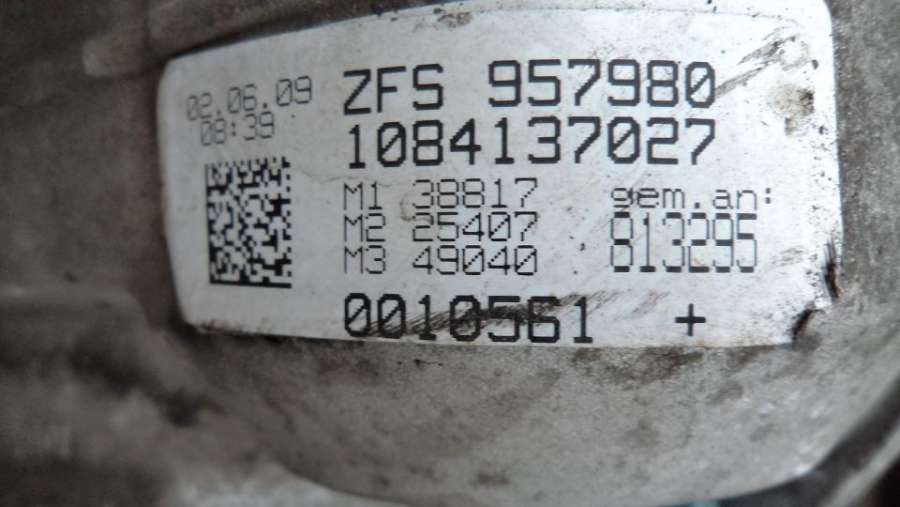 02.06.09
08:39
ZFS 957980
1084137027
M1 38817
M2 25407
M3 49040
gem.an:
813295
0010561 +